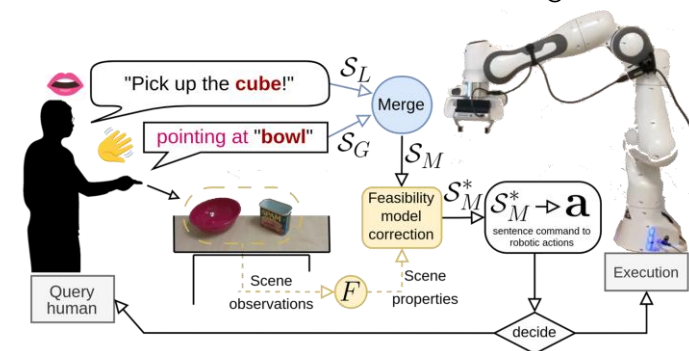 "Pick up the cube!"
S_L
Merge
pointing at "bowl"
S_G
S_M
Feasibility
model
correction
S*_M
S*_M → a
sentence command to
robotic actions
Scene
observations
F
Scene
properties
Query
human
decide
Execution